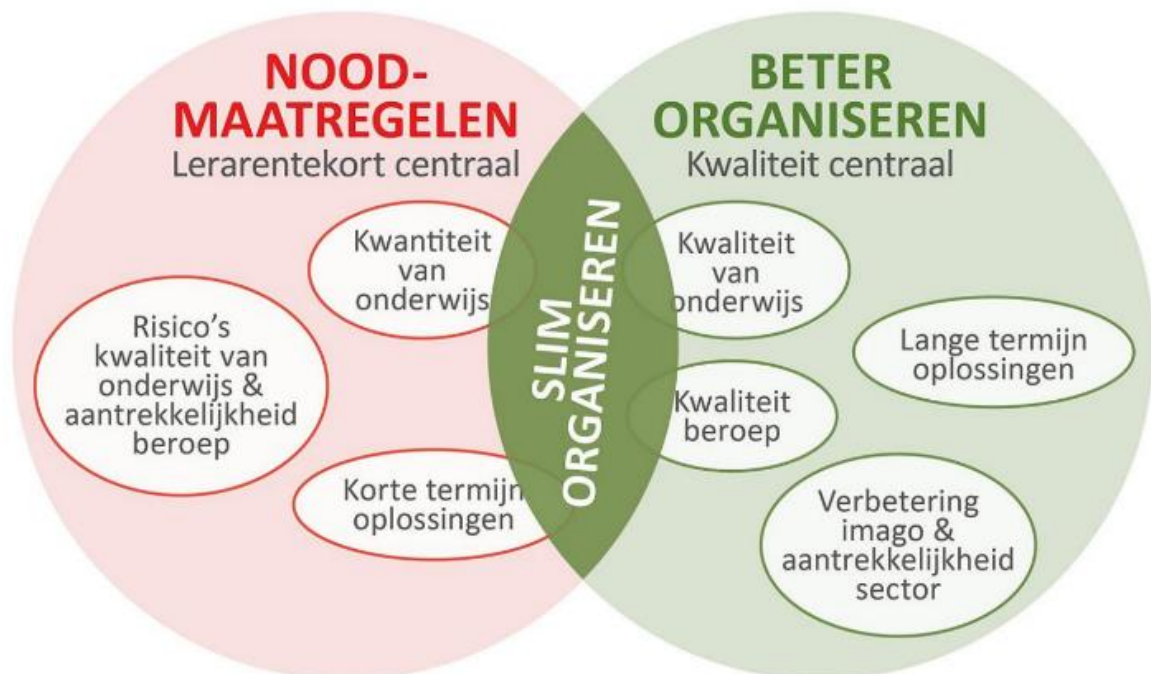 NOOD-
MAATREGELEN
Lerarentekort centraal
Kwantiteit
van
onderwijs
Risico's
kwaliteit van
onderwijs &
aantrekkelijkheid
beroep
Korte termijn
oplossingen
SLIM
ORGANISEREN
BETER
ORGANISEREN
Kwaliteit centraal
Kwaliteit
van
onderwijs
Lange termijn
oplossingen
Kwaliteit
beroep
Verbetering
imago &
aantrekkelijkheid
sector